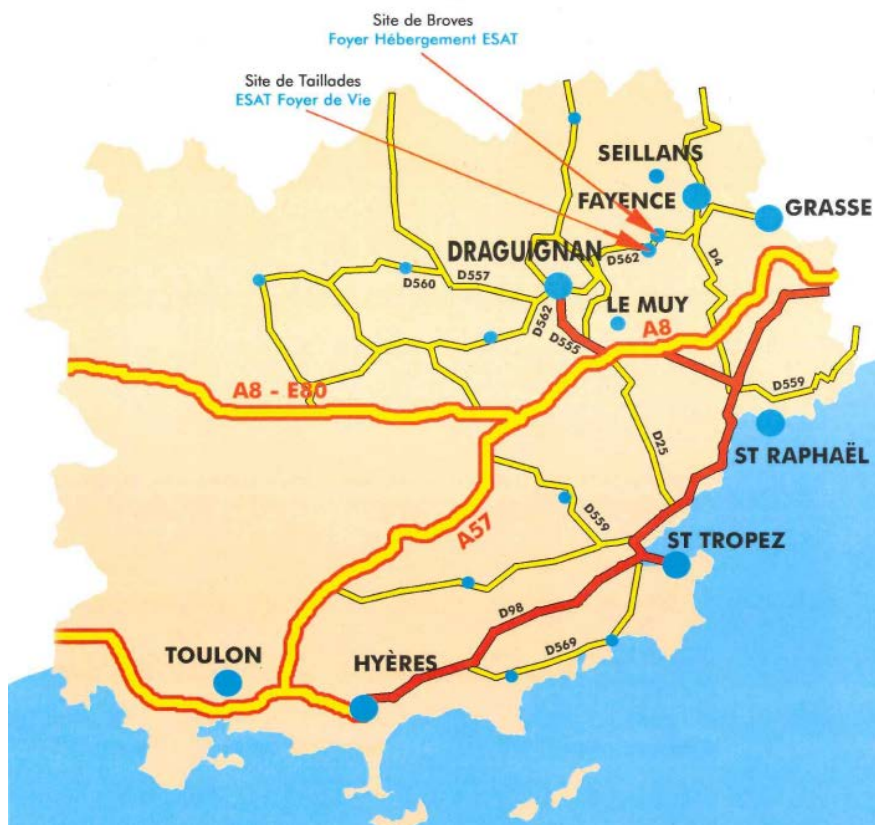 Site de Broves
Foyer Hébergement ESAT
Site de Taillades
ESAT Foyer de Vie
SEILLANS
FAYENCE
GRASSE
DRAGUIGNAN
D562
D4
D557
D560
LE MUY
D562
A8
D555
A8 - E80
D559
D25
ST RAPHAËL
A57
D559
ST TROPEZ
D98
D569
TOULON
HYÈRES